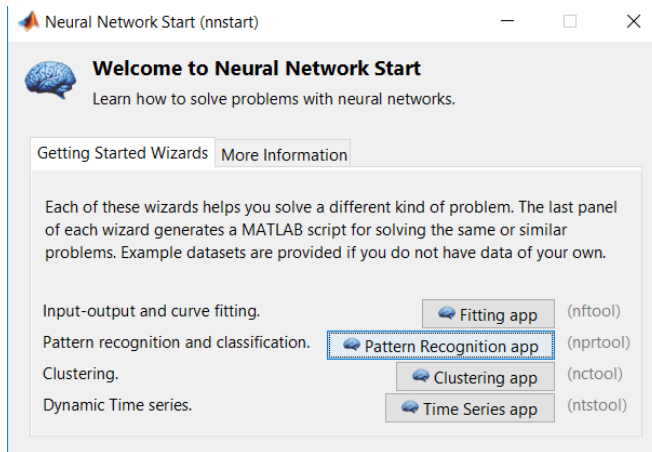 Neural Network Start (nnstart)
Welcome to Neural Network Start
Learn how to solve problems with neural networks.
Getting Started Wizards More Information
Each of these wizards helps you solve a different kind of problem. The last panel
of each wizard generates a MATLAB script for solving the same or similar
problems. Example datasets are provided if you do not have data of your own.
Input-output and curve fitting. Fitting app (nftool)
Pattern recognition and classification. Pattern Recognition app (nprtool)
Clustering. Clustering app (nctool)
Dynamic Time series. Time Series app (ntstool)